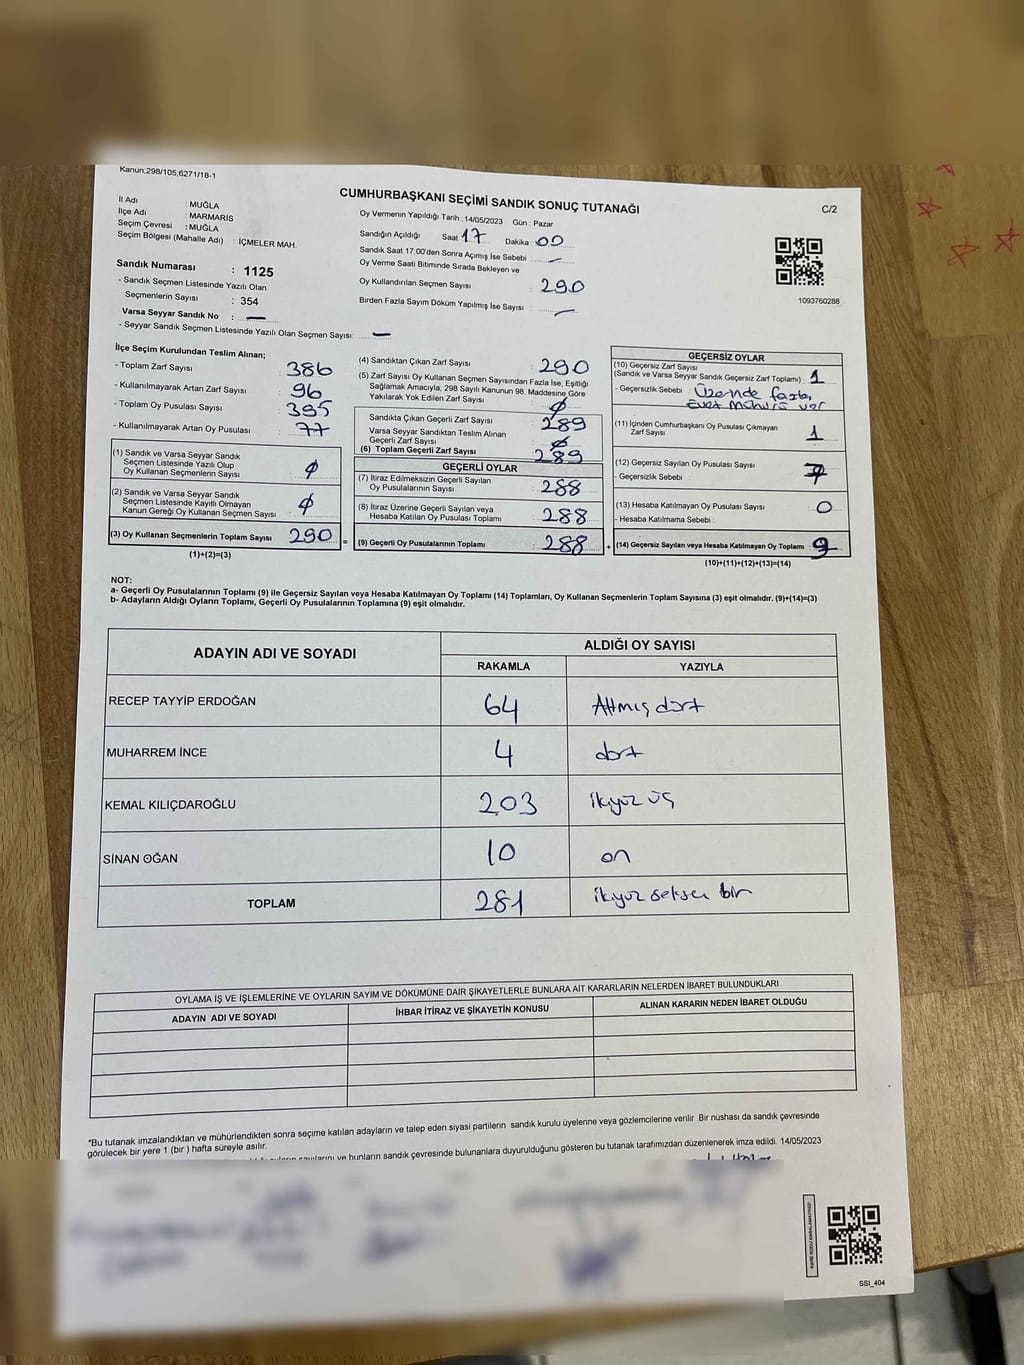 Kanun;298/105;6271/18-1
CUMHURBAŞKANI SEÇİMİ SANDIK SONUÇ TUTANAĞI
C/2
İl Adı : MUĞLA
İlçe Adı : MARMARİS
Seçim Çevresi : MUĞLA
Seçim Bölgesi (Mahalle Adı) : İÇMELER MAH.
Sandık Numarası : 1125
- Sandık Seçmen Listesinde Yazılı Olan
Seçmenlerin Sayısı : 354
Varsa Seyyar Sandık No : —
- Seyyar Sandık Seçmen Listesinde Yazılı Olan Seçmen Sayısı: —
Oy Vermenin Yapıldığı Tarih :14/05/2023 Gün : Pazar
Sandığın Açıldığı Saat 17 Dakika : 00
Sandık Saat 17:00'den Sonra Açımış İse Sebebi : —
Oy Verme Saati Bitiminde Sırada Bekleyen ve
Oy Kullandırılan Seçmen Sayısı : 290
Birden Fazla Sayım Döküm Yapılmış İse Sayısı : —
1093760288
İlçe Seçim Kurulundan Teslim Alınan;
- Toplam Zarf Sayısı : 386
- Kullanılmayarak Artan Zarf Sayısı : 96
- Toplam Oy Pusulası Sayısı : 395
- Kullanılmayarak Artan Oy Pusulası : 77
(1) Sandık ve Varsa Seyyar Sandık
Seçmen Listesinde Yazılı Olup
Oy Kullanan Seçmenlerin Sayısı : ø
(2) Sandık ve Varsa Seyyar Sandık
Seçmen Listesinde Kayıtlı Olmayan
Kanun Gereği Oy Kullanan Seçmen Sayısı : ø
(3) Oy Kullanan Seçmenlerin Toplam Sayısı : 290 =
(1)+(2)=(3)
(4) Sandıktan Çıkan Zarf Sayısı : 290
(5) Zarf Sayısı Oy Kullanan Seçmen Sayısından Fazla İse, Eşitliği
Sağlamak Amacıyla, 298 Sayılı Kanunun 98. Maddesine Göre
Yakılarak Yok Edilen Zarf Sayısı : ø
Sandıkta Çıkan Geçerli Zarf Sayısı : 289
Varsa Seyyar Sandıktan Teslim Alınan
Geçerli Zarf Sayısı : ø
(6) Toplam Geçerli Zarf Sayısı : 289
GEÇERLİ OYLAR
(7) İtiraz Edilmeksizin Geçerli Sayılan
Oy Pusulalarının Sayısı : 288
(8) İtiraz Üzerine Geçerli Sayılan veya
Hesaba Katılan Oy Pusulası Toplamı : 288
(9) Geçerli Oy Pusulalarının Toplamı : 288 +
GEÇERSİZ OYLAR
(10) Geçersiz Zarf Sayısı
(Sandık ve Varsa Seyyar Sandık Geçersiz Zarf Toplamı) : 1
- Geçersizlik Sebebi : Üzerinde fazla
Evet mührü var
(11) İçinden Cumhurbaşkanı Oy Pusulası Çıkmayan
Zarf Sayısı : 1
(12) Geçersiz Sayılan Oy Pusulası Sayısı : 7
- Geçersizlik Sebebi :
(13) Hesaba Katılmayan Oy Pusulası Sayısı : 0
- Hesaba Katılmama Sebebi :
(14) Geçersiz Sayılan veya Hesaba Katılmayan Oy Toplamı : 9
(10)+(11)+(12)+(13)=(14)
NOT:
a- Geçerli Oy Pusulalarının Toplamı (9) ile Geçersiz Sayılan veya Hesaba Katılmayan Oy Toplamı (14) Toplamları, Oy Kullanan Seçmenlerin Toplam Sayısına (3) eşit olmalıdır. (9)+(14)=(3)
b- Adayların Aldığı Oyların Toplamı, Geçerli Oy Pusulalarının Toplamına (9) eşit olmalıdır.
ADAYIN ADI VE SOYADI
ALDIĞI OY SAYISI
RAKAMLA YAZIYLA
RECEP TAYYİP ERDOĞAN 64 Altmış dört
MUHARREM İNCE 4 dört
KEMAL KILIÇDAROĞLU 203 ikiyüz üç
SİNAN OĞAN 10 on
TOPLAM 281 ikiyüz seksen bir
OYLAMA İŞ VE İŞLEMLERİNE VE OYLARIN SAYIM VE DÖKÜMÜNE DAİR ŞİKAYETLERLE BUNLARA AİT KARARLARIN NELERDEN İBARET BULUNDUKLARI
ADAYIN ADI VE SOYADI
İHBAR İTİRAZ VE ŞİKAYETİN KONUSU
ALINAN KARARIN NEDEN İBARET OLDUĞU
*Bu tutanak imzalandıktan ve mühürlendikten sonra seçime katılan adayların ve talep eden siyasi partilerin sandık kurulu üyelerine veya gözlemcilerine verilir. Bir nüshası da sandık çevresinde
görülecek bir yere 1 (bir ) hafta süreyle asılır.
sayılarını ve bunların sandık çevresinde bulunanlara duyurulduğunu gösteren bu tutanak tarafımızdan düzenlenerek imza edildi. 14/05/2023
SSI_404